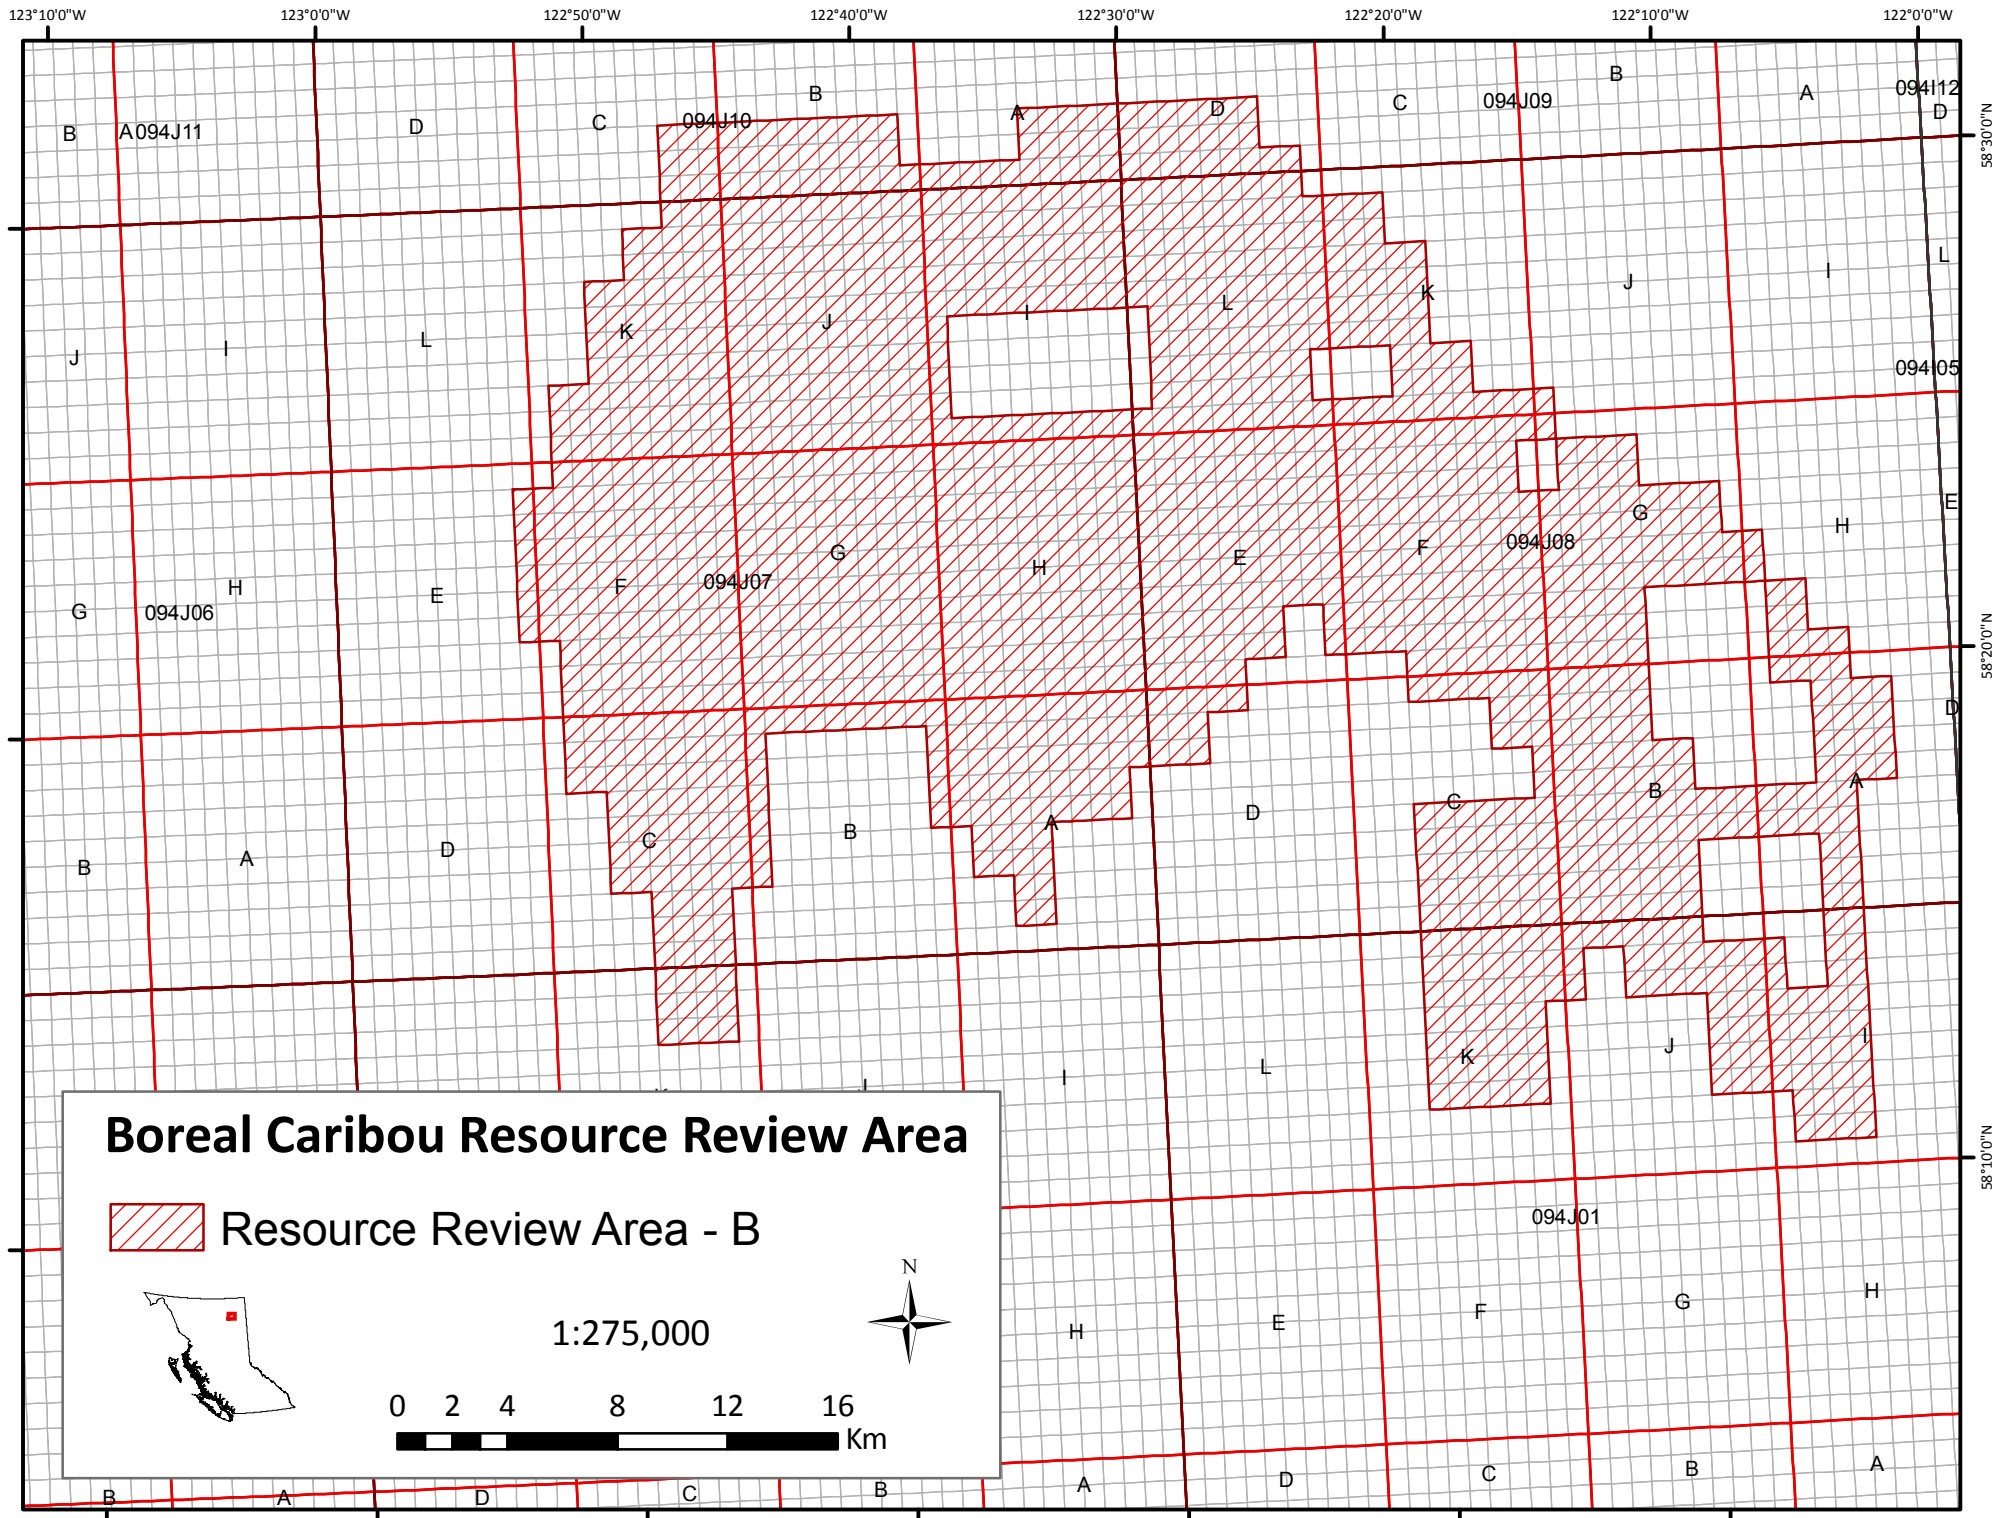 123°10'0"W 123°0'0"W 122°50'0"W 122°40'0"W 122°30'0"W 122°20'0"W 122°10'0"W 122°0'0"W
B A 094J11 D C 094J10 B A D C 094J09 B A 094I12 D
58°30'0"N
J I L K J I L K J I L
094I05
G 094J06 H E F 094J07 G H E F 094J08 G H E
58°20'0"N
B A D C B A D C B A D
I L K J I
58°10'0"N
094J01
H E F G H
B A D C B A D C B A
Boreal Caribou Resource Review Area
Resource Review Area - B
N
1:275,000
0 2 4 8 12 16
Km